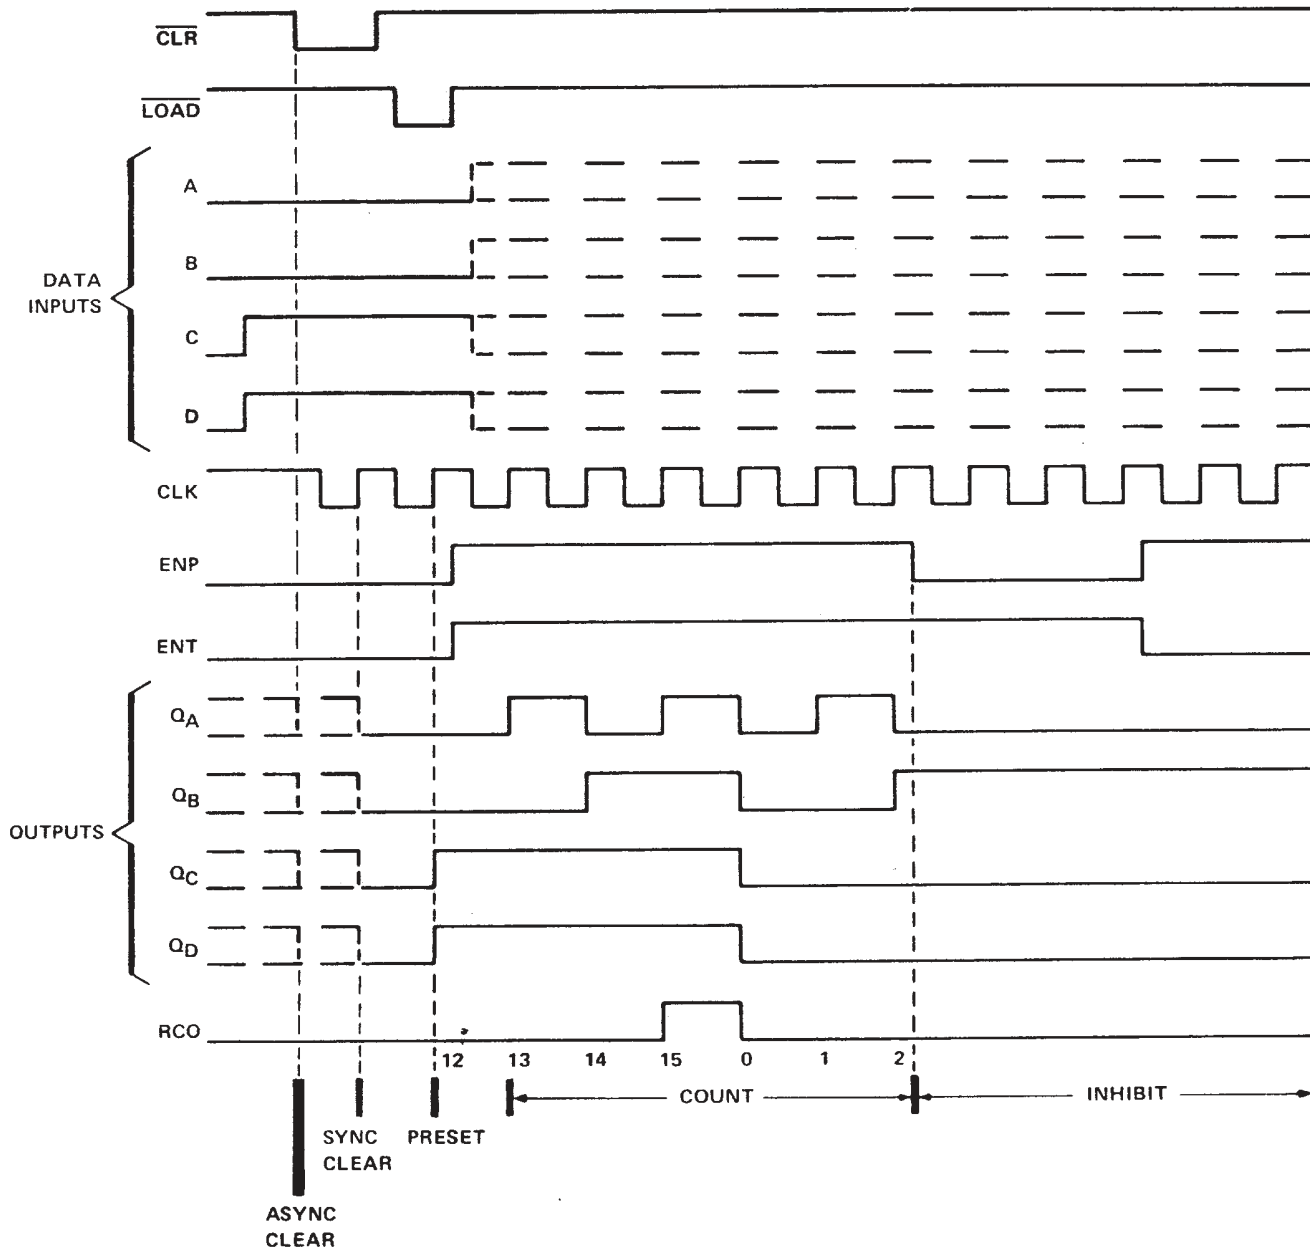 CLR
LOAD
A
B
DATA
INPUTS
C
D
CLK
ENP
ENT
QA
QB
OUTPUTS
QC
QD
RCO
12 13 14 15 0 1 2
COUNT INHIBIT
SYNC PRESET
CLEAR
ASYNC
CLEAR